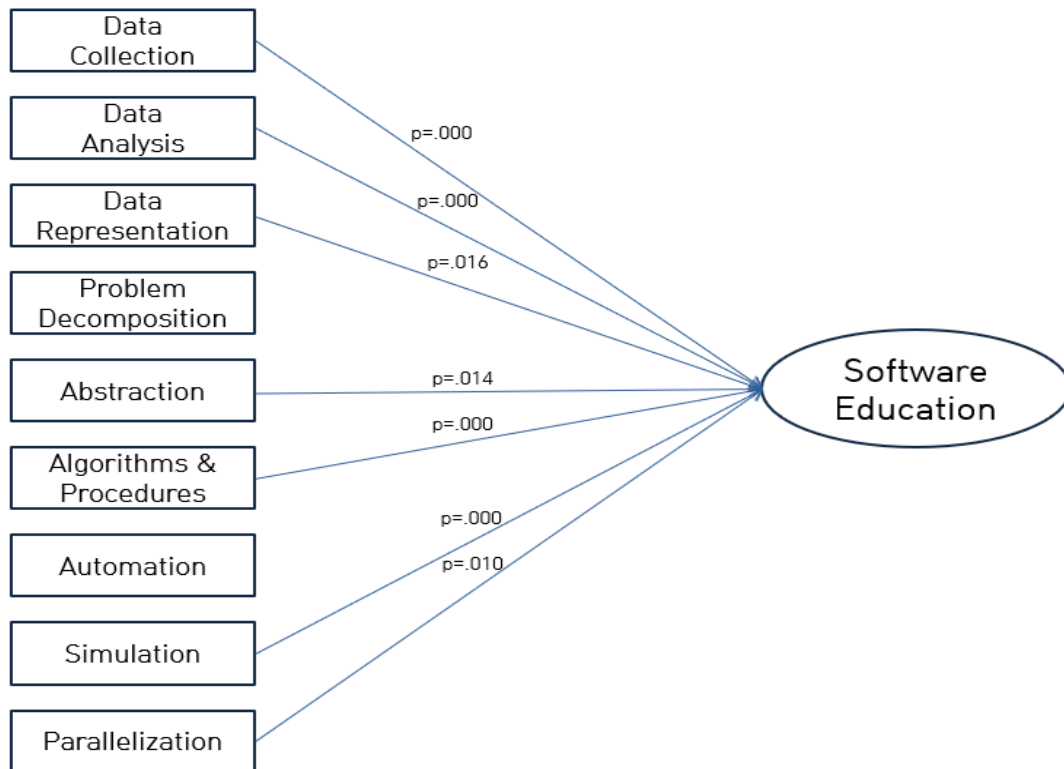 Data
Collection
p=.000
Data
Analysis
p=.000
Data
Representation
p=.016
Problem
Decomposition
Software
Education
Abstraction
p=.014
Algorithms &
Procedures
p=.000
Automation
p=.000
Simulation
p=.010
Parallelization